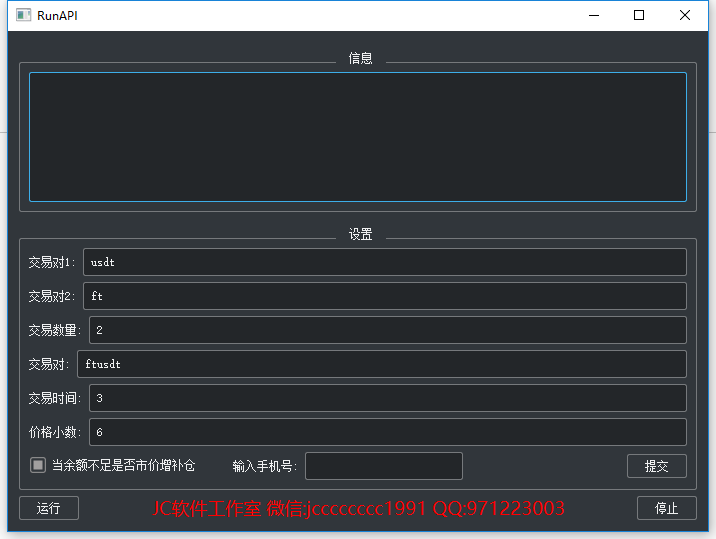 RunAPI
信息
设置
交易对1: usdt
交易对2: ft
交易数量: 2
交易对: ftusdt
交易时间: 3
价格小数: 6
当余额不足是否市价增补仓 输入手机号: 提交
运行 JC软件工作室 微信:jcccccccc1991 QQ:971223003 停止